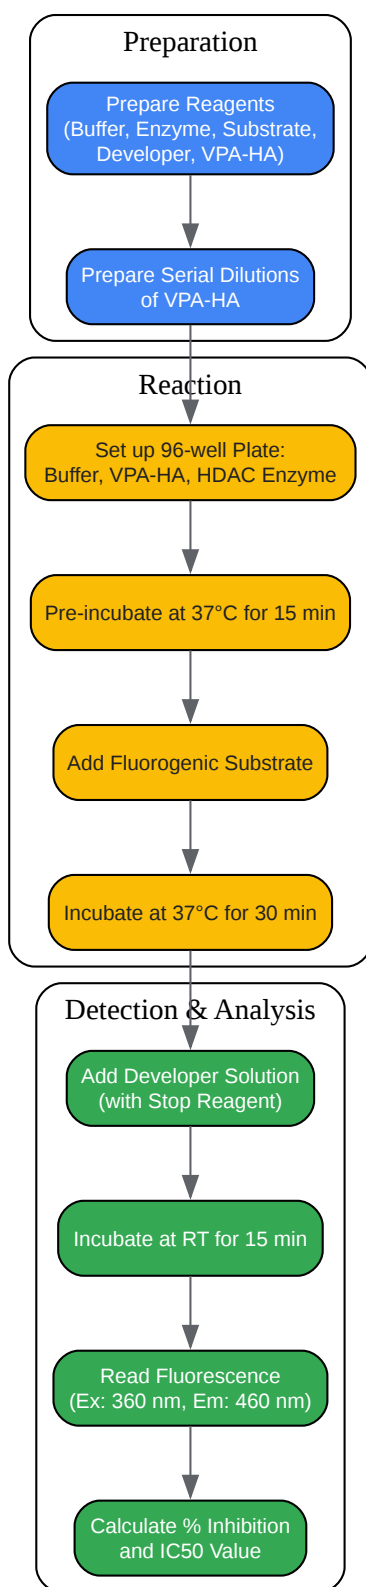 Preparation
Prepare Reagents
(Buffer, Enzyme, Substrate,
Developer, VPA-HA)
Prepare Serial Dilutions
of VPA-HA
Reaction
Set up 96-well Plate:
Buffer, VPA-HA, HDAC Enzyme
Pre-incubate at 37°C for 15 min
Add Fluorogenic Substrate
Incubate at 37°C for 30 min
Detection & Analysis
Add Developer Solution
(with Stop Reagent)
Incubate at RT for 15 min
Read Fluorescence
(Ex: 360 nm, Em: 460 nm)
Calculate % Inhibition
and IC50 Value